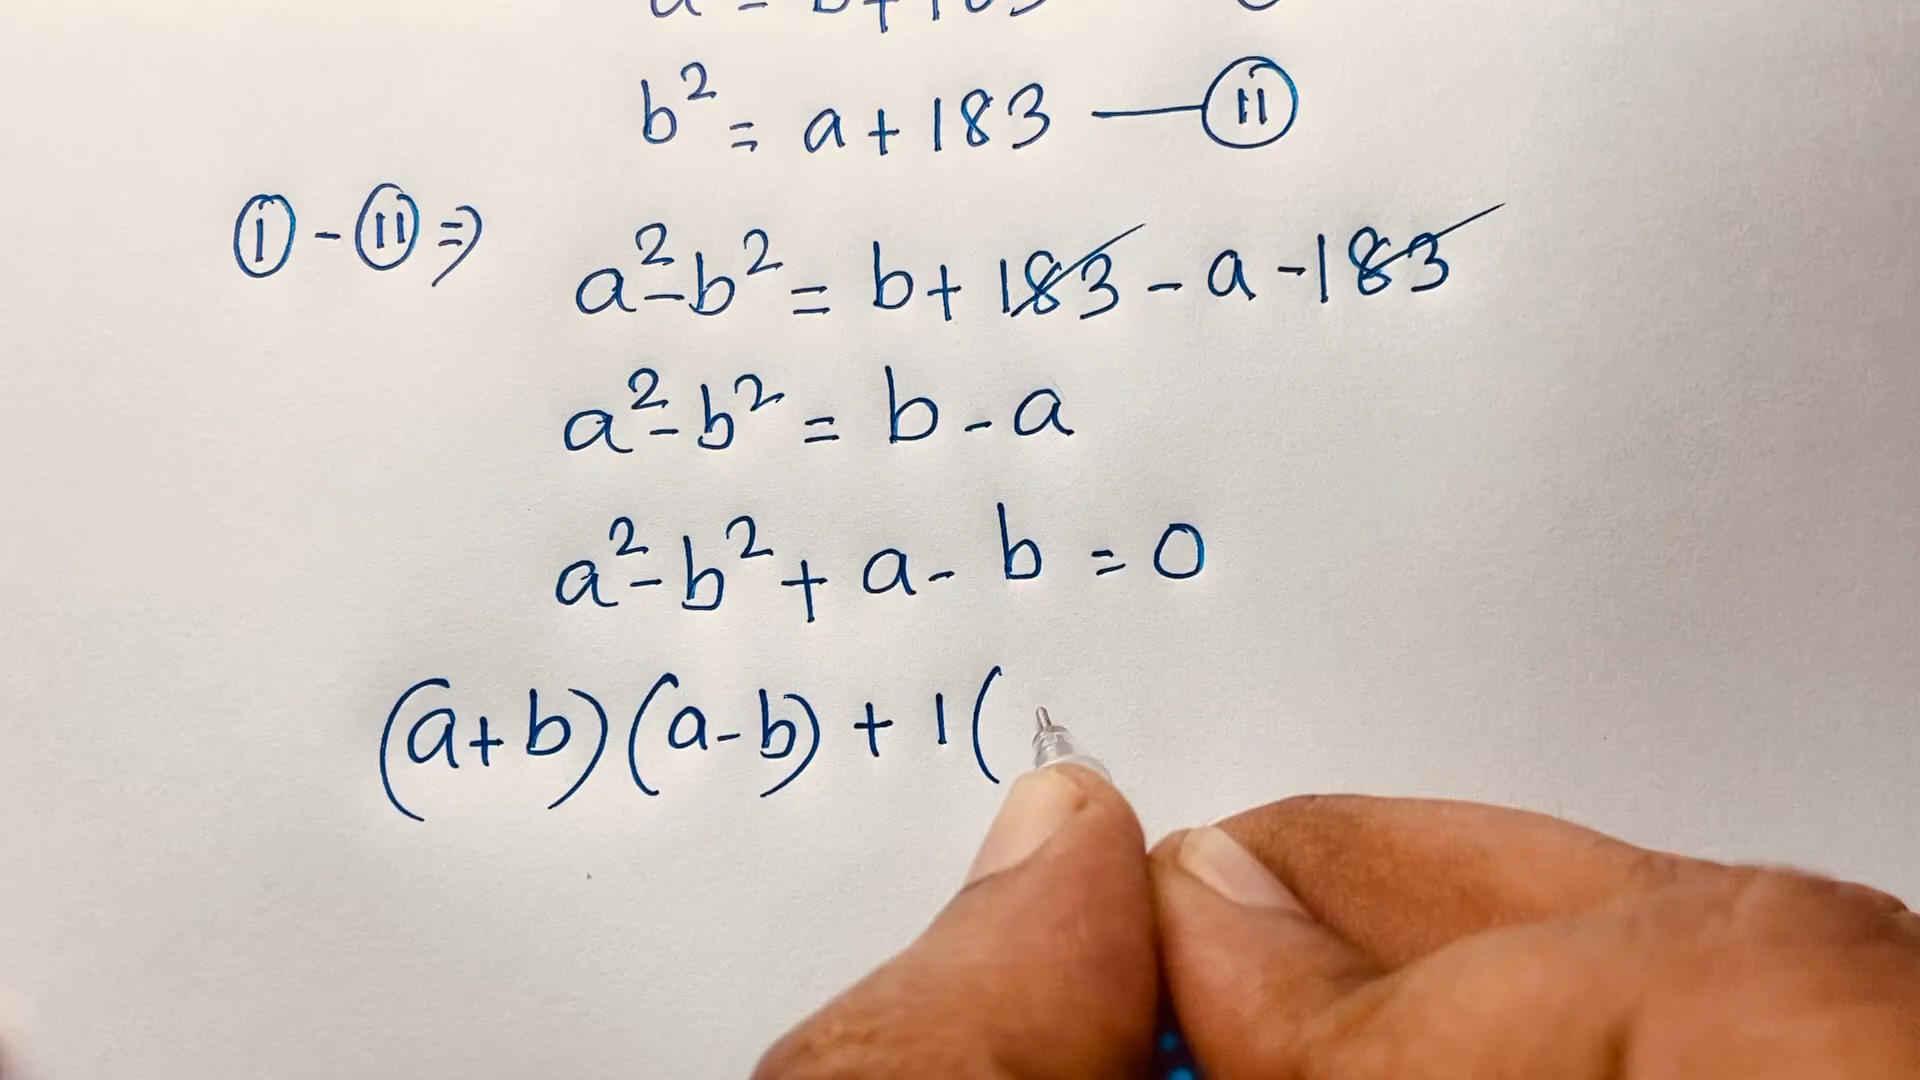 b² = a + 183 — (ii)
(i) - (ii) ⇒ a² - b² = b + 183 - a - 183
a² - b² = b - a
a² - b² + a - b = 0
(a + b)(a - b) + 1(